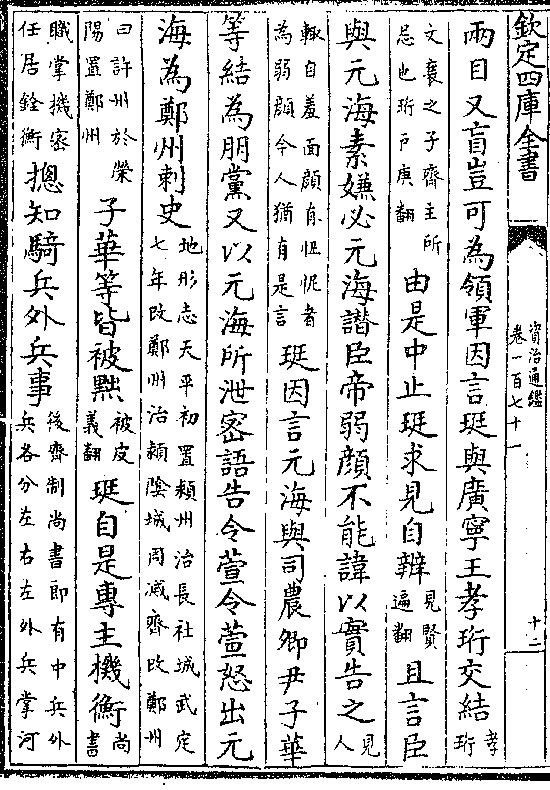 欽定四庫全書
資治通鑑
卷一百七十一
十二
兩目又盲豈可為領軍因言珽與廣寧王孝珩交結孝珩
文襄之子齊主所忌也珩戸庚翻由是中止珽求見自辨見賢遍翻且言臣
與元海素嫌必元海譖臣帝弱顔不能諱以實告之見人
輒自羞面顔有忸怩者為弱顔今人猶有是言珽因言元海與司農卿尹子華
等結為朋黨又以元海所泄密語告令萱令萱怒出元
海為鄭州刺史地形志天平初置潁州治長社城武定七年改鄭州治潁隂城周滅齊改鄭州
曰許州於滎陽置鄭州子華等皆被黜被皮義翻珽自是專主機衡尚書
職掌機密任居銓衡摠知騎兵外兵事後齊制尚書郎有中兵外兵各分左右左外兵掌河